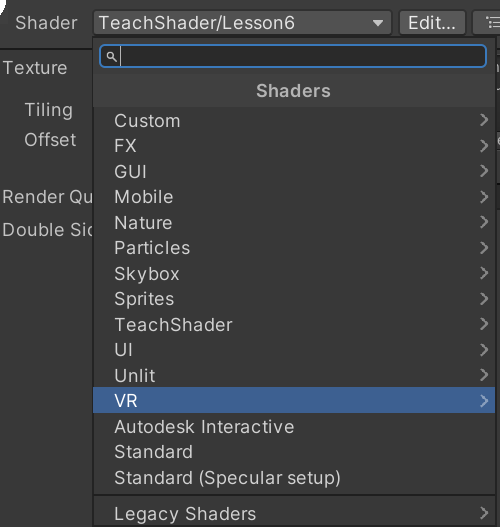 Shader TeachShader/Lesson6 Edit...
Texture
Shaders
Tiling
Custom
Offset
FX
GUI
Mobile
Render Qu
Nature
Double Sid
Particles
Skybox
Sprites
TeachShader
UI
Unlit
VR
Autodesk Interactive
Standard
Standard (Specular setup)
Legacy Shaders